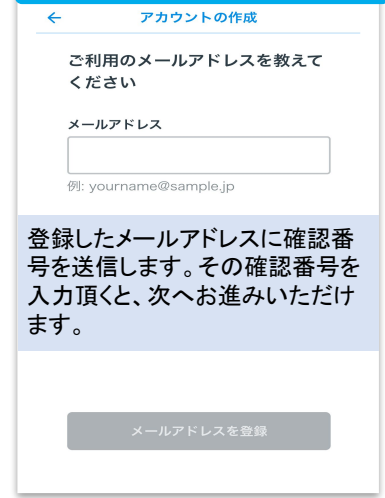 アカウントの作成
ご利用のメールアドレスを教えて
ください
メールアドレス
例: yourname@sample.jp
登録したメールアドレスに確認番
号を送信します。その確認番号を
入力頂くと、次へお進みいただけ
ます。
メールアドレスを登録